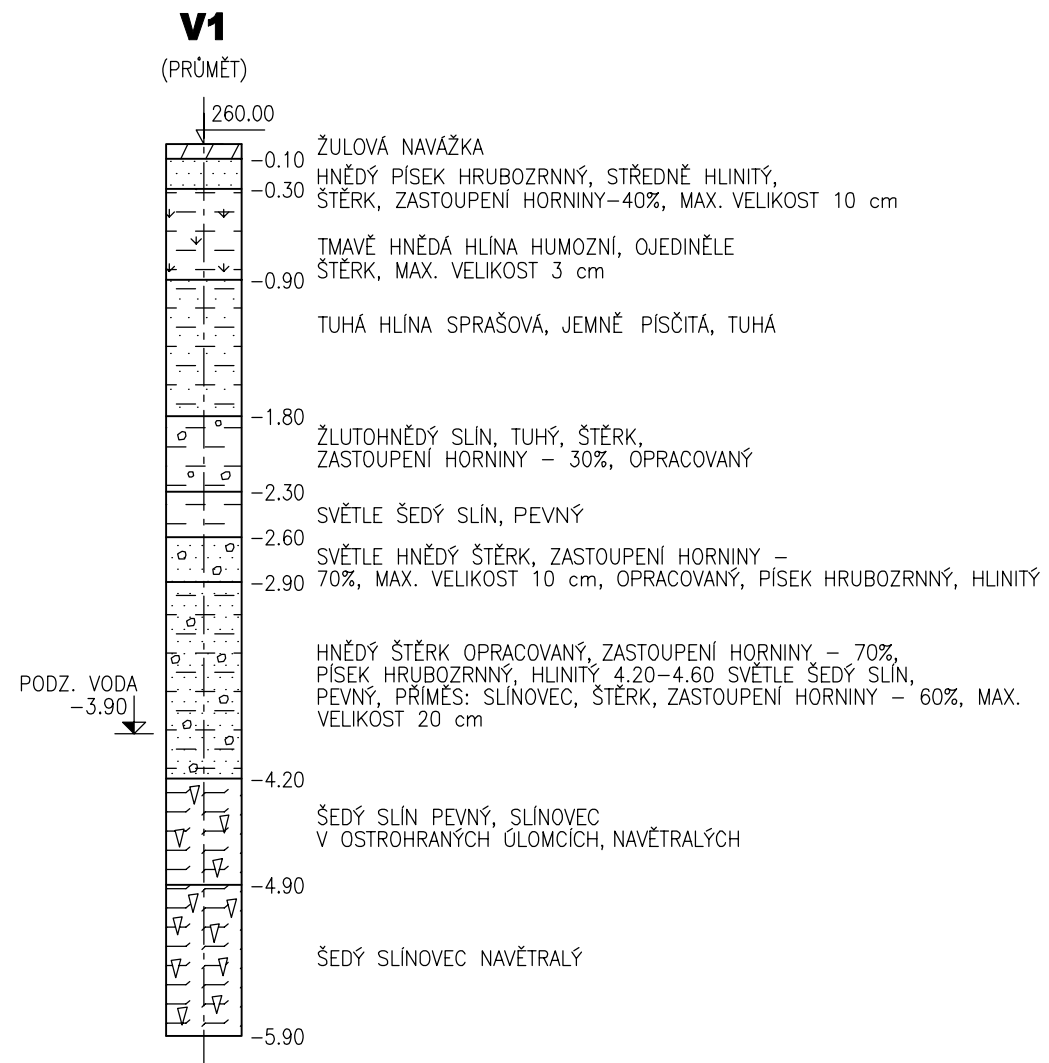 V1
(PRŮMĚT)
260.00
ŽULOVÁ NAVÁŽKA
-0.10
HNĚDÝ PÍSEK HRUBOZRNNÝ, STŘEDNĚ HLINITÝ,
-0.30
ŠTĚRK, ZASTOUPENÍ HORNINY-40%, MAX. VELIKOST 10 cm
TMAVĚ HNĚDÁ HLÍNA HUMOZNÍ, OJEDINĚLE
ŠTĚRK, MAX. VELIKOST 3 cm
-0.90
TUHÁ HLÍNA SPRAŠOVÁ, JEMNĚ PÍSČITÁ, TUHÁ
-1.80
ŽLUTOHNĚDÝ SLÍN, TUHÝ, ŠTĚRK,
ZASTOUPENÍ HORNINY - 30%, OPRACOVANÝ
-2.30
SVĚTLE ŠEDÝ SLÍN, PEVNÝ
-2.60
SVĚTLE HNĚDÝ ŠTĚRK, ZASTOUPENÍ HORNINY -
70%, MAX. VELIKOST 10 cm, OPRACOVANÝ, PÍSEK HRUBOZRNNÝ, HLINITÝ
-2.90
HNĚDÝ ŠTĚRK OPRACOVANÝ, ZASTOUPENÍ HORNINY - 70%,
PÍSEK HRUBOZRNNÝ, HLINITÝ 4.20-4.60 SVĚTLE ŠEDÝ SLÍN,
PEVNÝ, PŘÍMĚS: SLÍNOVEC, ŠTĚRK, ZASTOUPENÍ HORNINY - 60%, MAX.
VELIKOST 20 cm
PODZ. VODA
-3.90
-4.20
ŠEDÝ SLÍN PEVNÝ, SLÍNOVEC
V OSTROHRANÝCH ÚLOMCÍCH, NAVĚTRALÝCH
-4.90
ŠEDÝ SLÍNOVEC NAVĚTRALÝ
-5.90